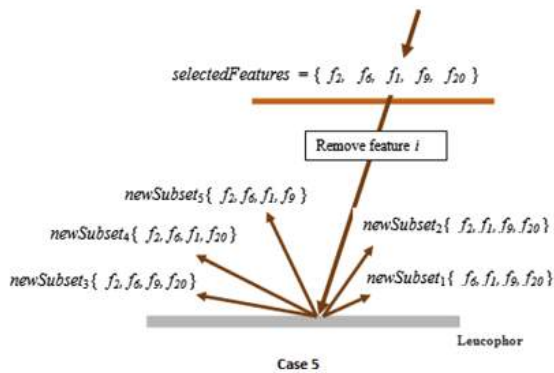 selectedFeatures = { f2, f6, f1, f9, f20 }
Remove feature i
newSubset5{ f2, f6, f1, f9 }
newSubset2{ f2, f1, f9, f20}
newSubset4{ f2, f6, f1, f20}
newSubset3{ f2, f6, f9, f20}
newSubset1{ f6, f1, f9, f20}
Leucophor
Case 5